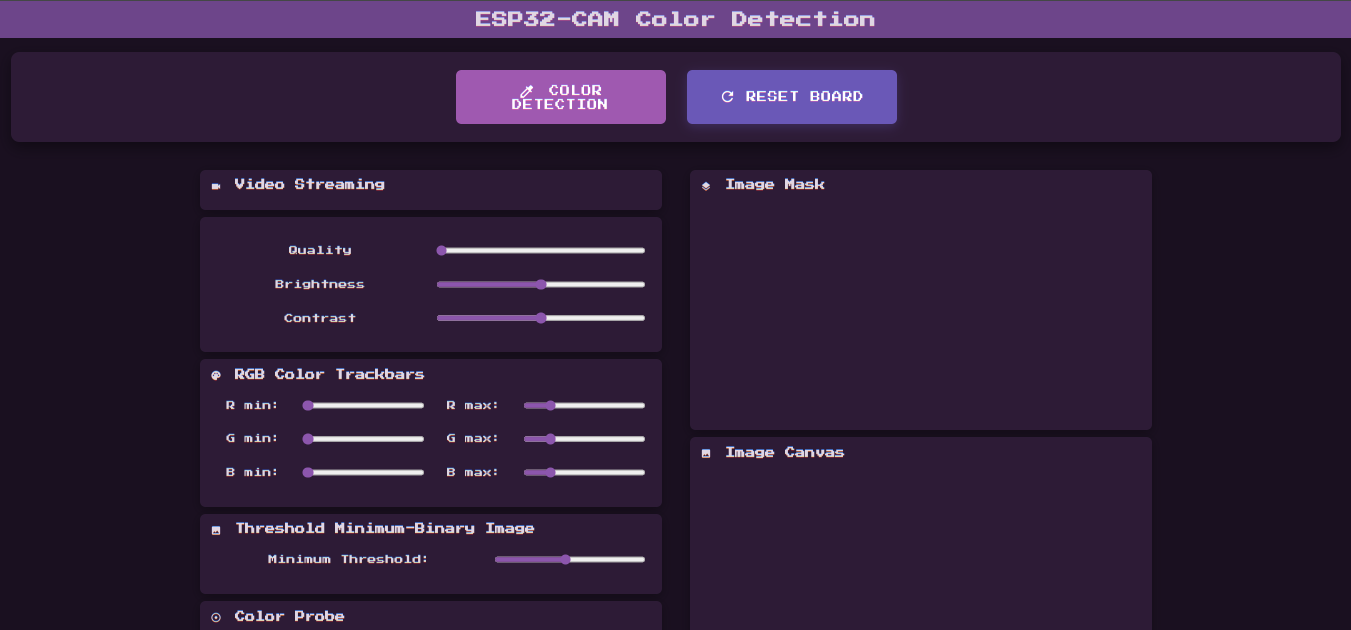 ESP32-CAM Color Detection
COLOR
DETECTION
RESET BOARD
Video Streaming
Quality
Brightness
Contrast
RGB Color Trackbars
R min: R max:
G min: G max:
B min: B max:
Threshold Minimum-Binary Image
Minimum Threshold:
Color Probe
Image Mask
Image Canvas